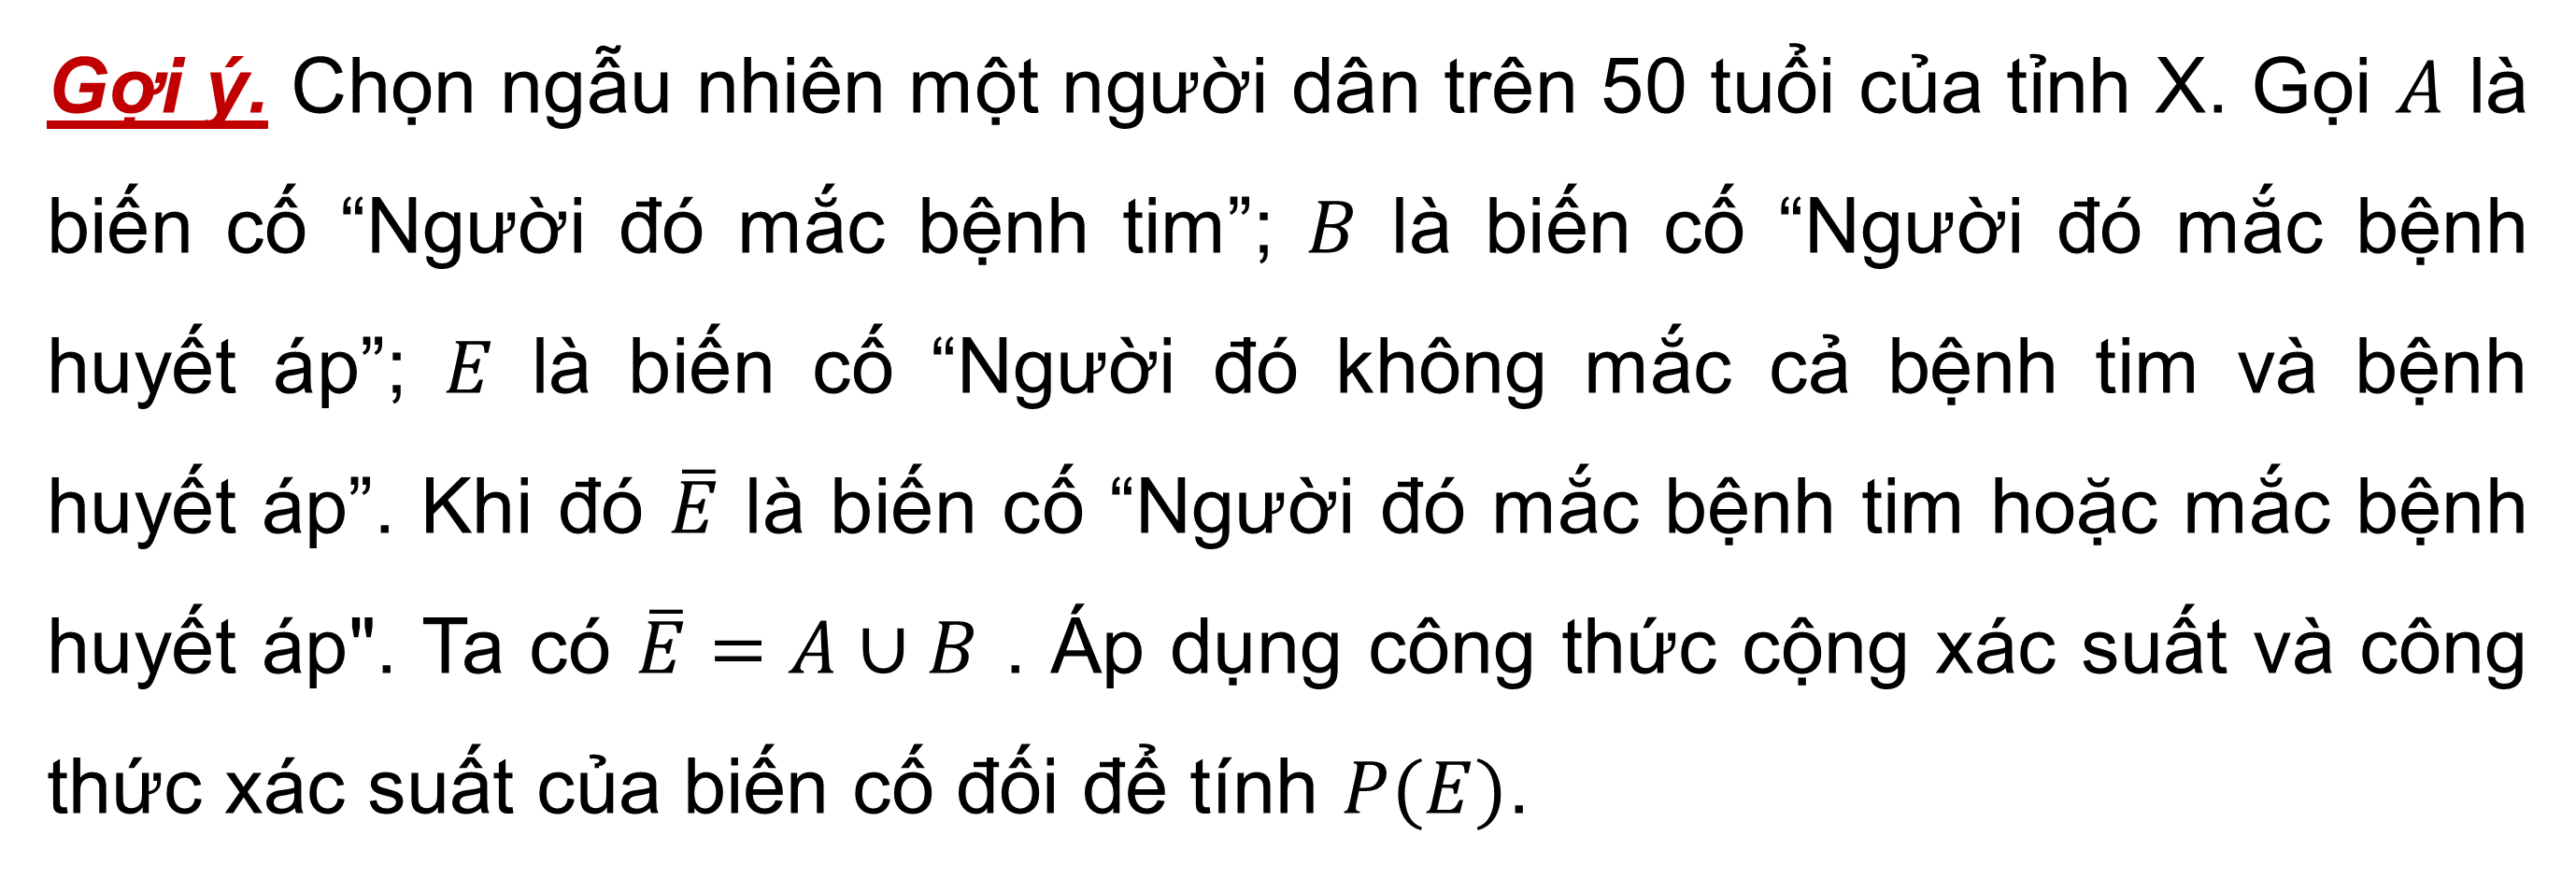 Gợi ý. Chọn ngẫu nhiên một người dân trên 50 tuổi của tỉnh X. Gọi A là
biến cố “Người đó mắc bệnh tim”; B là biến cố “Người đó mắc bệnh
huyết áp”; E là biến cố “Người đó không mắc cả bệnh tim và bệnh
huyết áp”. Khi đó E̅ là biến cố “Người đó mắc bệnh tim hoặc mắc bệnh
huyết áp". Ta có E̅ = A ∪ B . Áp dụng công thức cộng xác suất và công
thức xác suất của biến cố đối để tính P(E).